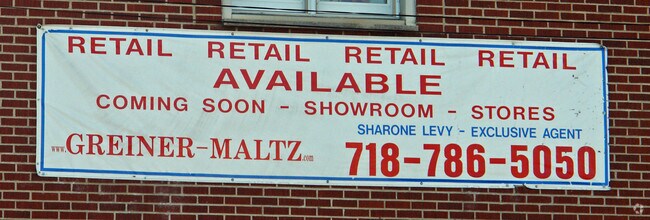 RETAIL RETAIL RETAIL RETAIL
AVAILABLE
COMING SOON - SHOWROOM - STORES
SHARONE LEVY - EXCLUSIVE AGENT
www.GREINER-MALTZ.com 718-786-5050